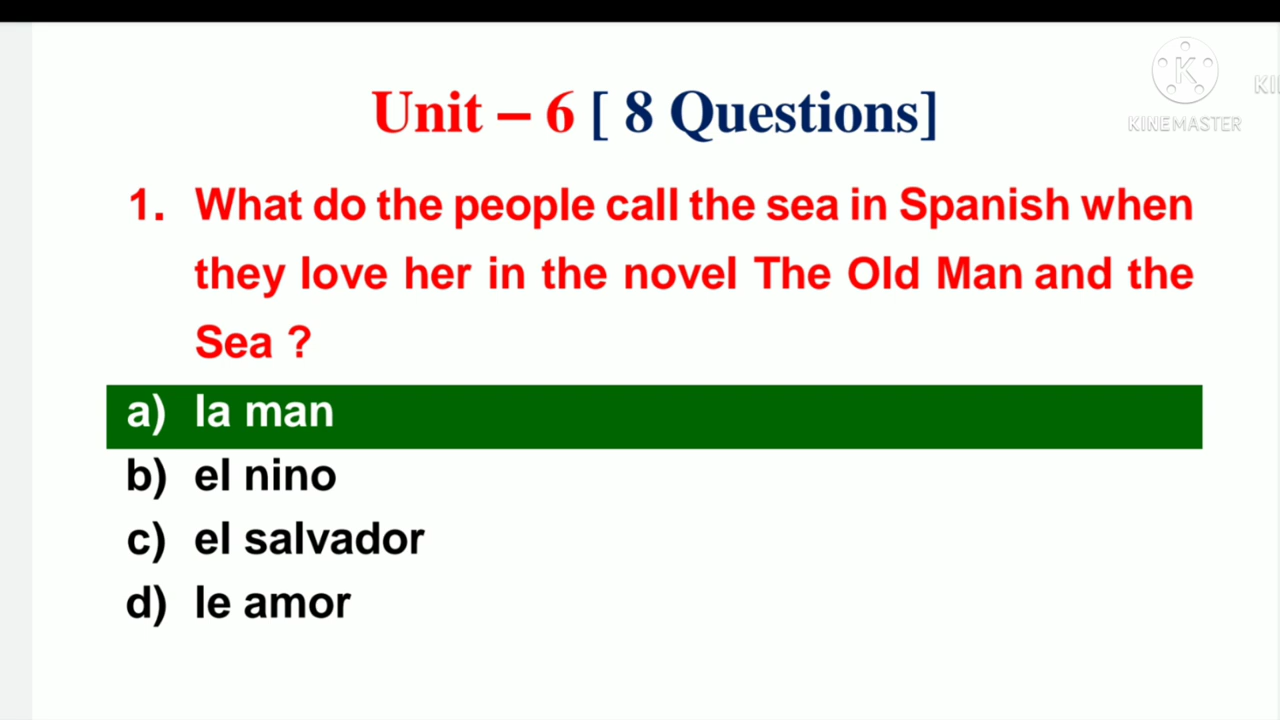 Unit – 6 [ 8 Questions]
KINEMASTER
KI
1. What do the people call the sea in Spanish when
they love her in the novel The Old Man and the
Sea ?
a) la man
b) el nino
c) el salvador
d) le amor